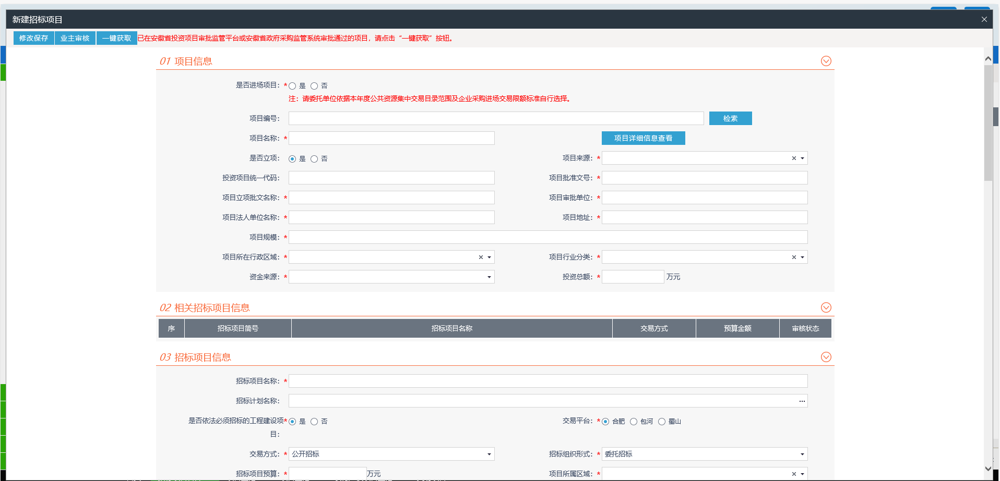 新建招标项目
修改保存 业主审核 一键获取 已在安徽省投资项目审批监管平台或安徽省政府采购监管系统审批通过的项目，请点击“一键获取”按钮。
01 项目信息
是否进场项目：* 是 否
注：请委托单位依据本年度公共资源集中交易目录范围及企业采购进场交易限额标准自行选择。
项目编号： 检索
项目名称：* 项目详细信息查看
是否立项： 是 否 项目来源：*
投资项目统一代码： 项目批准文号：*
项目立项批文名称：* 项目审批单位：*
项目法人单位名称：* 项目地址：*
项目规模：*
项目所在行政区域：* 项目行业分类：*
资金来源：* 投资总额：* 万元
02 相关招标项目信息
序 招标项目简号 招标项目名称 交易方式 预算金额 审核状态
03 招标项目信息
招标项目名称：*
招标计划名称： ...
是否依法必须招标的工程建设项* 是 否 交易平台：* 合肥 包河 蜀山
目：
交易方式：* 公开招标 招标组织形式：* 委托招标
招标项目预算：* 万元 项目所属区域：*